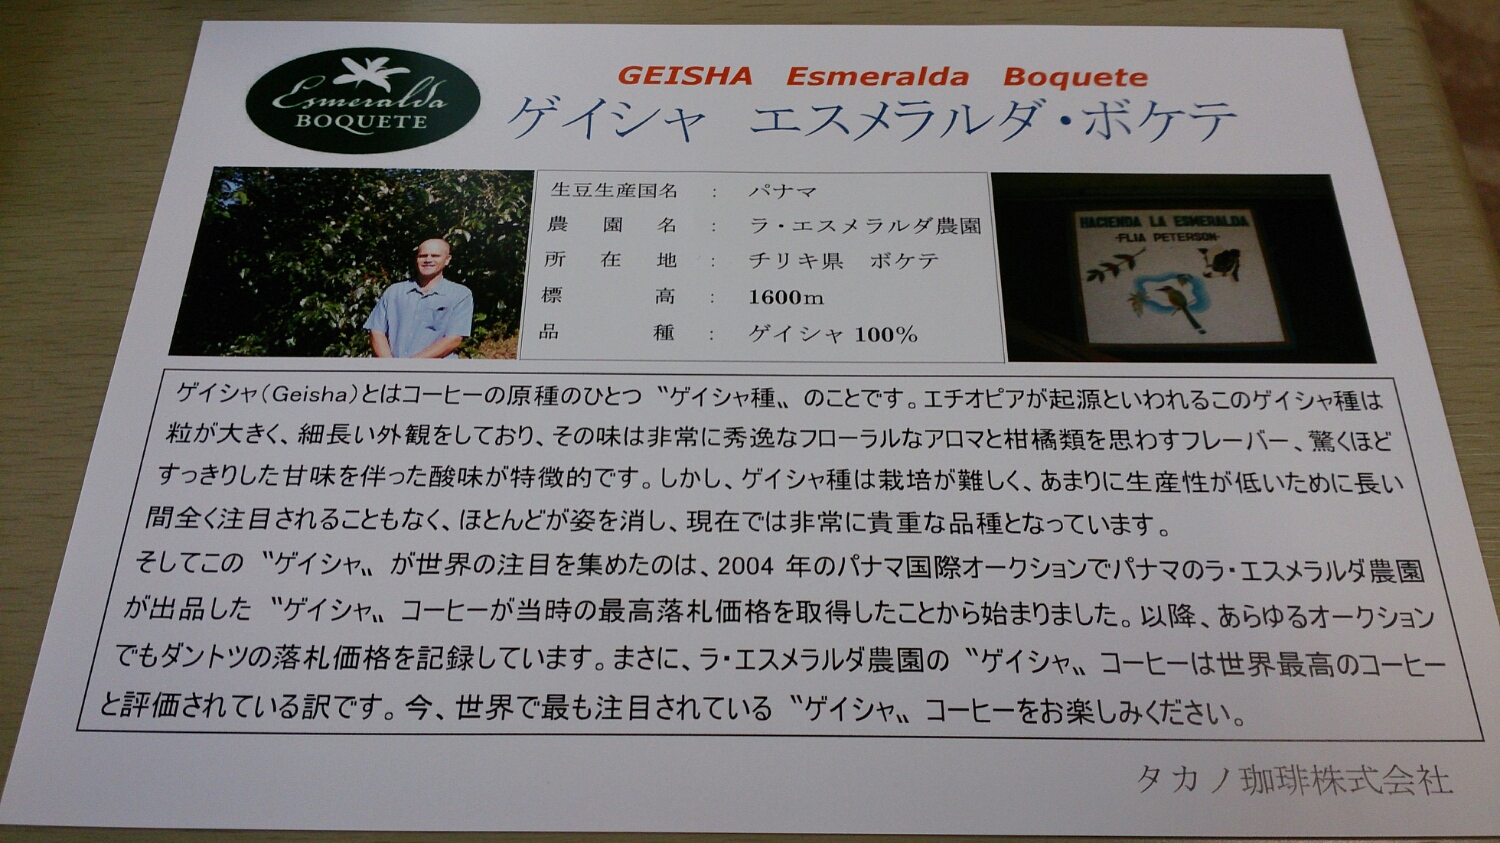 Esmeralda
BOQUETE
GEISHA Esmeralda Boquete
ゲイシャ エスメラルダ・ボケテ
生豆生産国名 : パナマ
農園名 : ラ・エスメラルダ農園
所在地 : チリキ県 ボケテ
標高 : 1600m
品種 : ゲイシャ 100%
HACIENDA LA ESMERALDA
-FLIA PETERSON-
ゲイシャ(Geisha)とはコーヒーの原種のひとつ〝ゲイシャ種〟のことです。エチオピアが起源といわれるこのゲイシャ種は
粒が大きく、細長い外観をしており、その味は非常に秀逸なフローラルなアロマと柑橘類を思わすフレーバー、驚くほど
すっきりした甘味を伴った酸味が特徴的です。しかし、ゲイシャ種は栽培が難しく、あまりに生産性が低いために長い
間全く注目されることもなく、ほとんどが姿を消し、現在では非常に貴重な品種となっています。
そしてこの〝ゲイシャ〟が世界の注目を集めたのは、2004 年のパナマ国際オークションでパナマのラ・エスメラルダ農園
が出品した〝ゲイシャ〟コーヒーが当時の最高落札価格を取得したことから始まりました。以降、あらゆるオークション
でもダントツの落札価格を記録しています。まさに、ラ・エスメラルダ農園の〝ゲイシャ〟コーヒーは世界最高のコーヒー
と評価されている訳です。今、世界で最も注目されている〝ゲイシャ〟コーヒーをお楽しみください。
タカノ珈琲株式会社